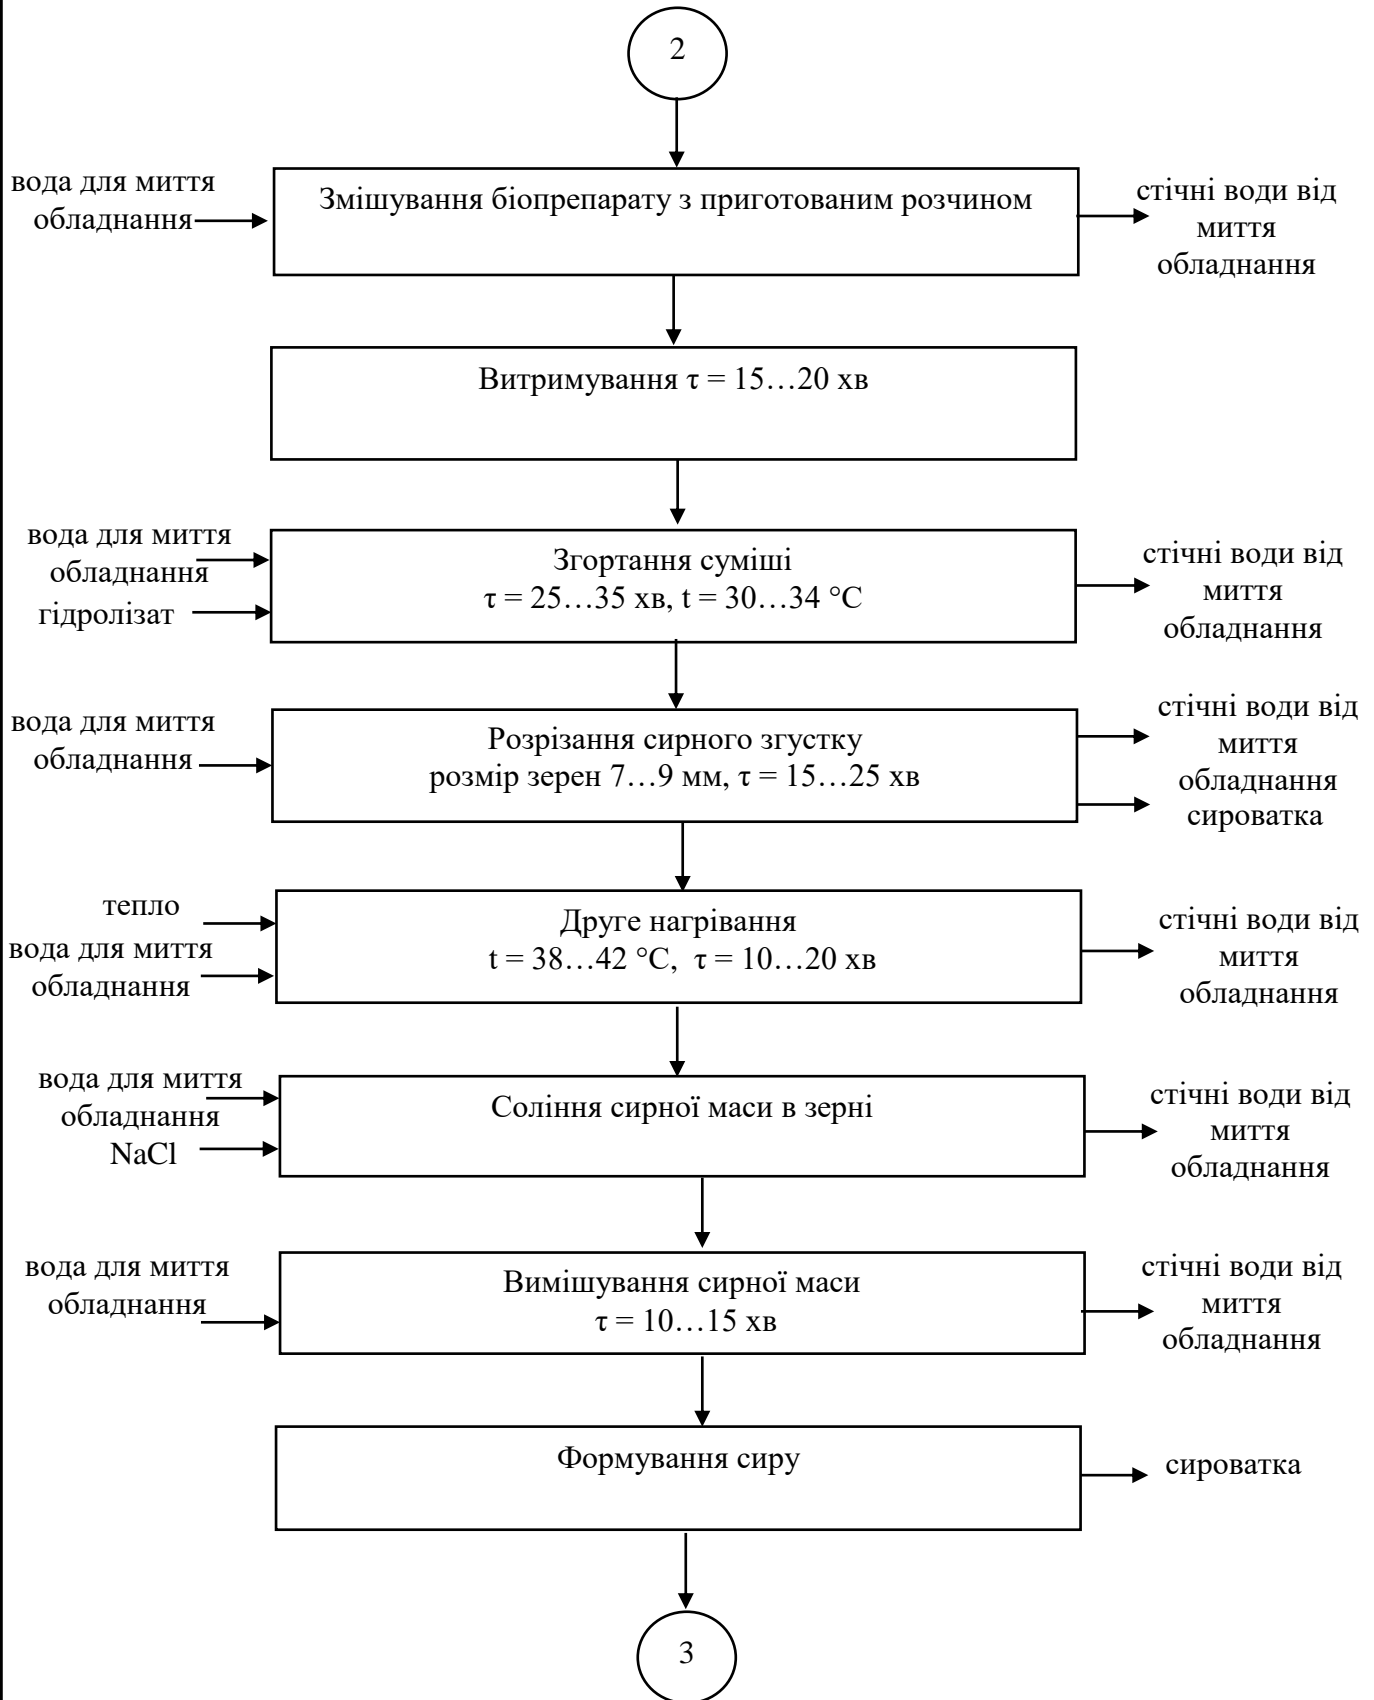 2
вода для миття
обладнання
Змішування біопрепарату з приготованим розчином
стічні води від
миття
обладнання
Витримування τ = 15…20 хв
вода для миття
обладнання
гідролізат
Згортання суміші
τ = 25…35 хв, t = 30…34 °С
стічні води від
миття
обладнання
вода для миття
обладнання
Розрізання сирного згустку
розмір зерен 7…9 мм, τ = 15…25 хв
стічні води від
миття
обладнання
сироватка
тепло
вода для миття
обладнання
Друге нагрівання
t = 38…42 °С, τ = 10…20 хв
стічні води від
миття
обладнання
вода для миття
обладнання
NaCl
Соління сирної маси в зерні
стічні води від
миття
обладнання
вода для миття
обладнання
Вимішування сирної маси
τ = 10…15 хв
стічні води від
миття
обладнання
Формування сиру
сироватка
3